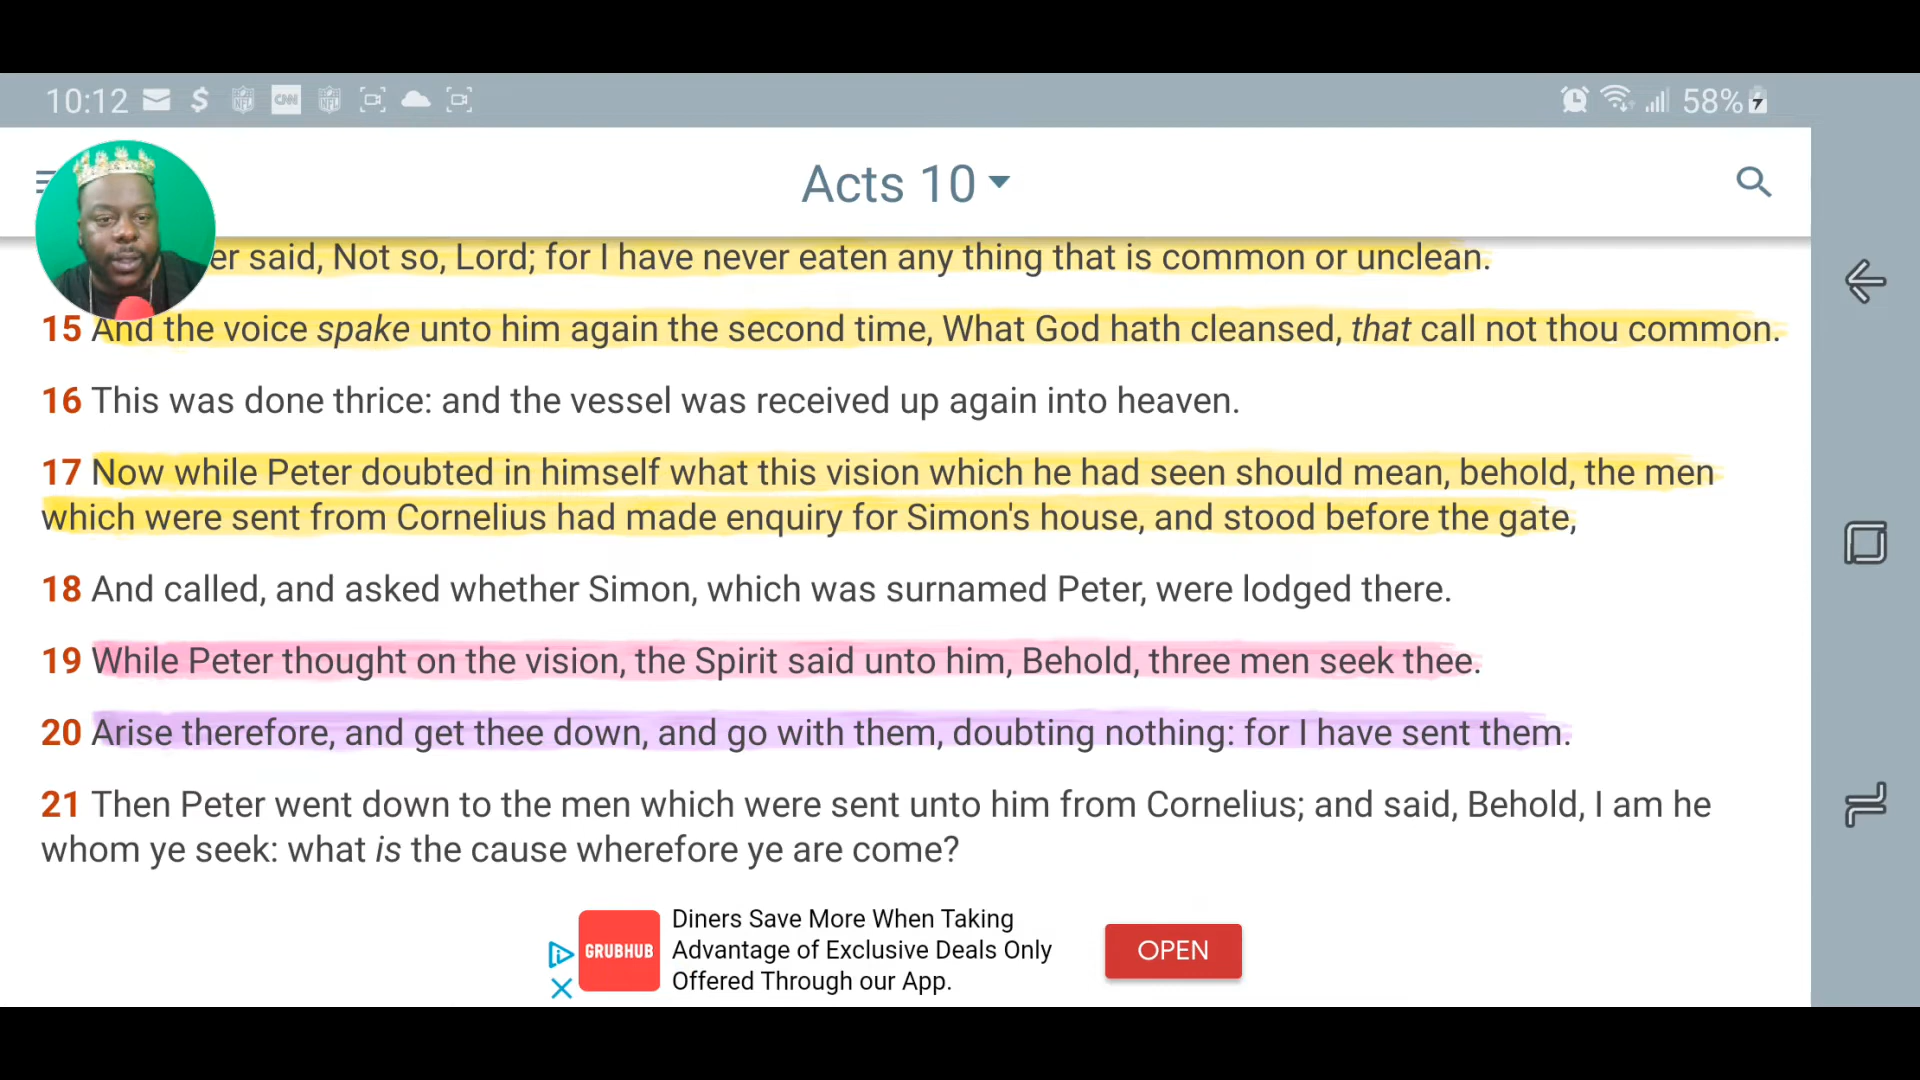 10:12
NFL CNN NFL
58%
Acts 10
er said, Not so, Lord; for I have never eaten any thing that is common or unclean.
15 And the voice spake unto him again the second time, What God hath cleansed, that call not thou common.
16 This was done thrice: and the vessel was received up again into heaven.
17 Now while Peter doubted in himself what this vision which he had seen should mean, behold, the men
which were sent from Cornelius had made enquiry for Simon's house, and stood before the gate,
18 And called, and asked whether Simon, which was surnamed Peter, were lodged there.
19 While Peter thought on the vision, the Spirit said unto him, Behold, three men seek thee.
20 Arise therefore, and get thee down, and go with them, doubting nothing: for I have sent them.
21 Then Peter went down to the men which were sent unto him from Cornelius; and said, Behold, I am he
whom ye seek: what is the cause wherefore ye are come?
GRUBHUB
Diners Save More When Taking
Advantage of Exclusive Deals Only
Offered Through our App.
OPEN